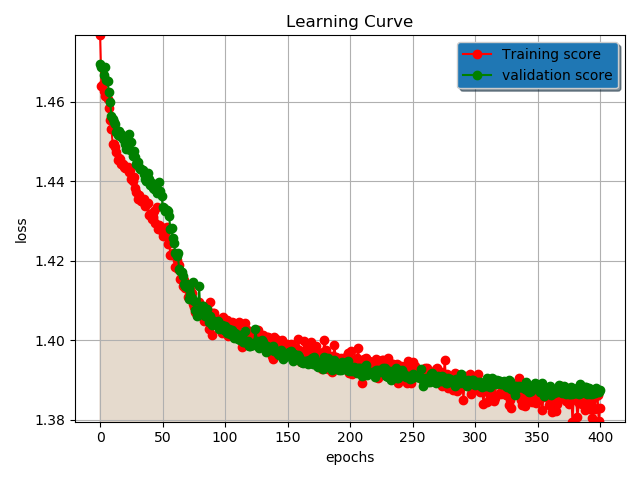 Learning Curve
Training score
validation score
loss
1.46
1.44
1.42
1.40
1.38
0 50 100 150 200 250 300 350 400
epochs